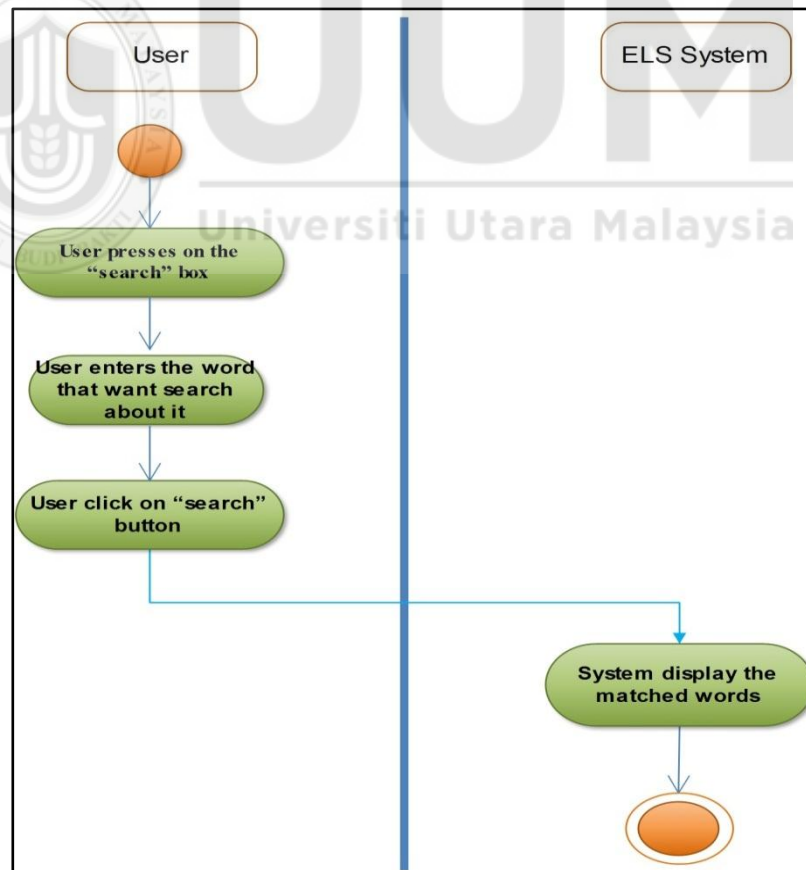 User
ELS System
UUM
Universiti Utara Malaysia
User presses on the
“search” box
User enters the word
that want search
about it
User click on “search”
button
System display the
matched words